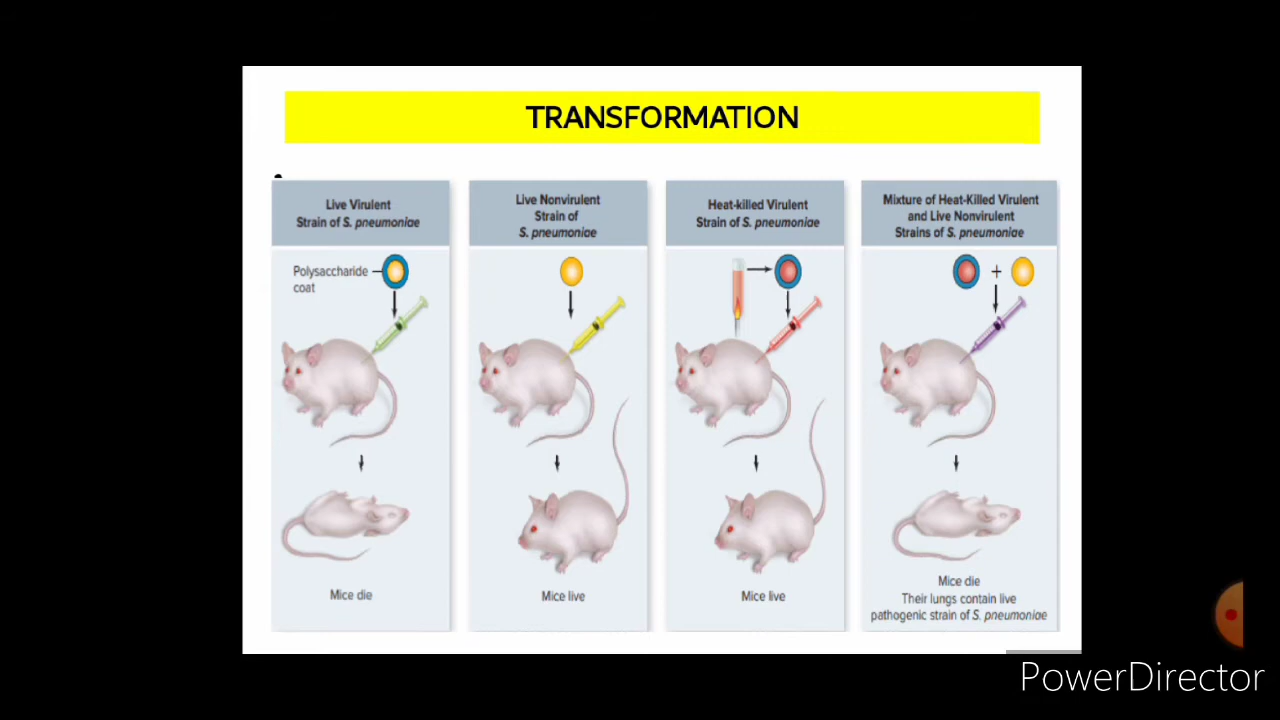 TRANSFORMATION
Live Virulent
Strain of S. pneumoniae
Live Nonvirulent
Strain of
S. pneumoniae
Heat-killed Virulent
Strain of S. pneumoniae
Mixture of Heat-Killed Virulent
and Live Nonvirulent
Strains of S. pneumoniae
Polysaccharide
coat
+
Mice die
Mice live
Mice live
Mice die
Their lungs contain live
pathogenic strain of S. pneumoniae
PowerDirector